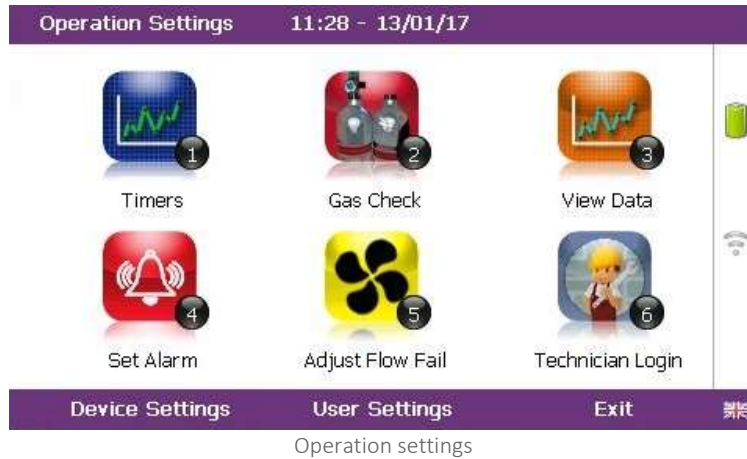 Operation Settings 11:28 - 13/01/17
1 2 3
Timers Gas Check View Data
4 5 6
Set Alarm Adjust Flow Fail Technician Login
Device Settings User Settings Exit
Operation settings